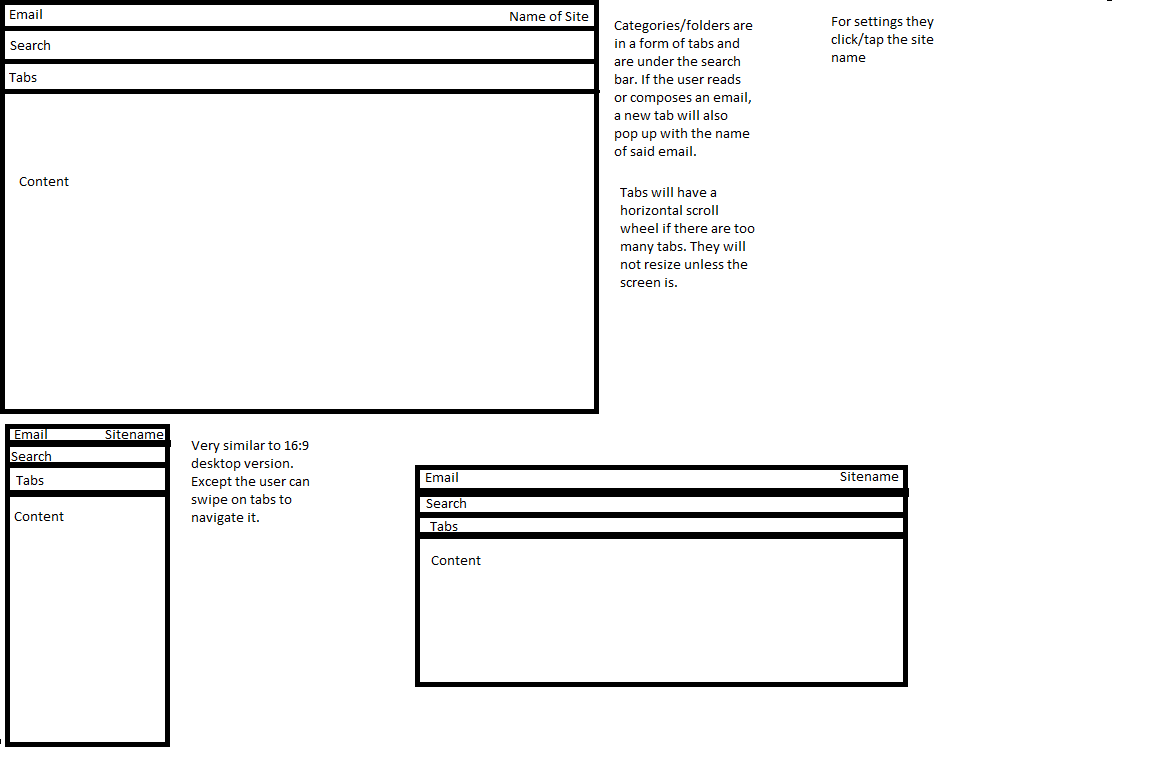 Email
Name of Site
Search
Tabs
Content
Categories/folders are
in a form of tabs and
are under the search
bar. If the user reads
or composes an email,
a new tab will also
pop up with the name
of said email.
Tabs will have a
horizontal scroll
wheel if there are too
many tabs. They will
not resize unless the
screen is.
For settings they
click/tap the site
name
Email
Sitename
Search
Tabs
Content
Very similar to 16:9
desktop version.
Except the user can
swipe on tabs to
navigate it.
Email
Sitename
Search
Tabs
Content